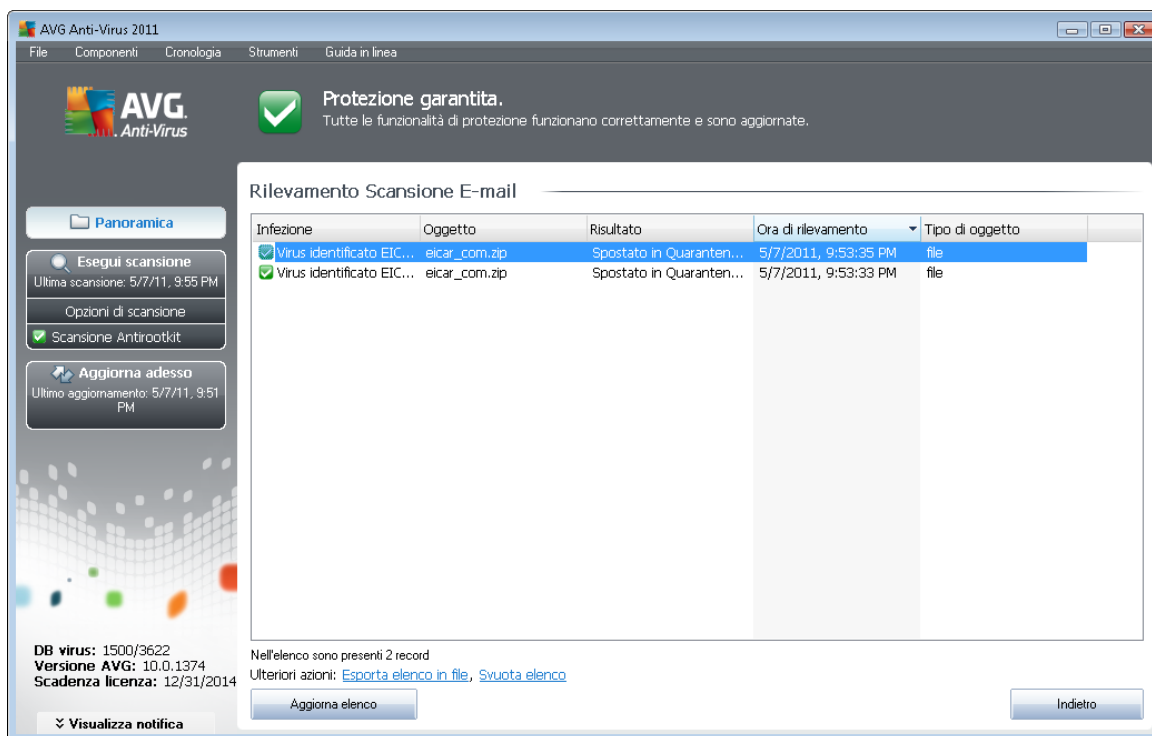 AVG Anti-Virus 2011
File Componenti Cronologia Strumenti Guida in linea
AVG.
Anti-Virus
Protezione garantita.
Tutte le funzionalità di protezione funzionano correttamente e sono aggiornate.
Panoramica
Esegui scansione
Ultima scansione: 5/7/11, 9:55 PM
Opzioni di scansione
Scansione Antirootkit
Aggiorna adesso
Ultimo aggiornamento: 5/7/11, 9:51
PM
DB virus: 1500/3622
Versione AVG: 10.0.1374
Scadenza licenza: 12/31/2014
Visualizza notifica
Rilevamento Scansione E-mail
Infezione Oggetto Risultato Ora di rilevamento Tipo di oggetto
Virus identificato EIC... eicar_com.zip Spostato in Quaranten... 5/7/2011, 9:53:35 PM file
Virus identificato EIC... eicar_com.zip Spostato in Quaranten... 5/7/2011, 9:53:33 PM file
Nell'elenco sono presenti 2 record
Ulteriori azioni: Esporta elenco in file, Svuota elenco
Aggiorna elenco Indietro